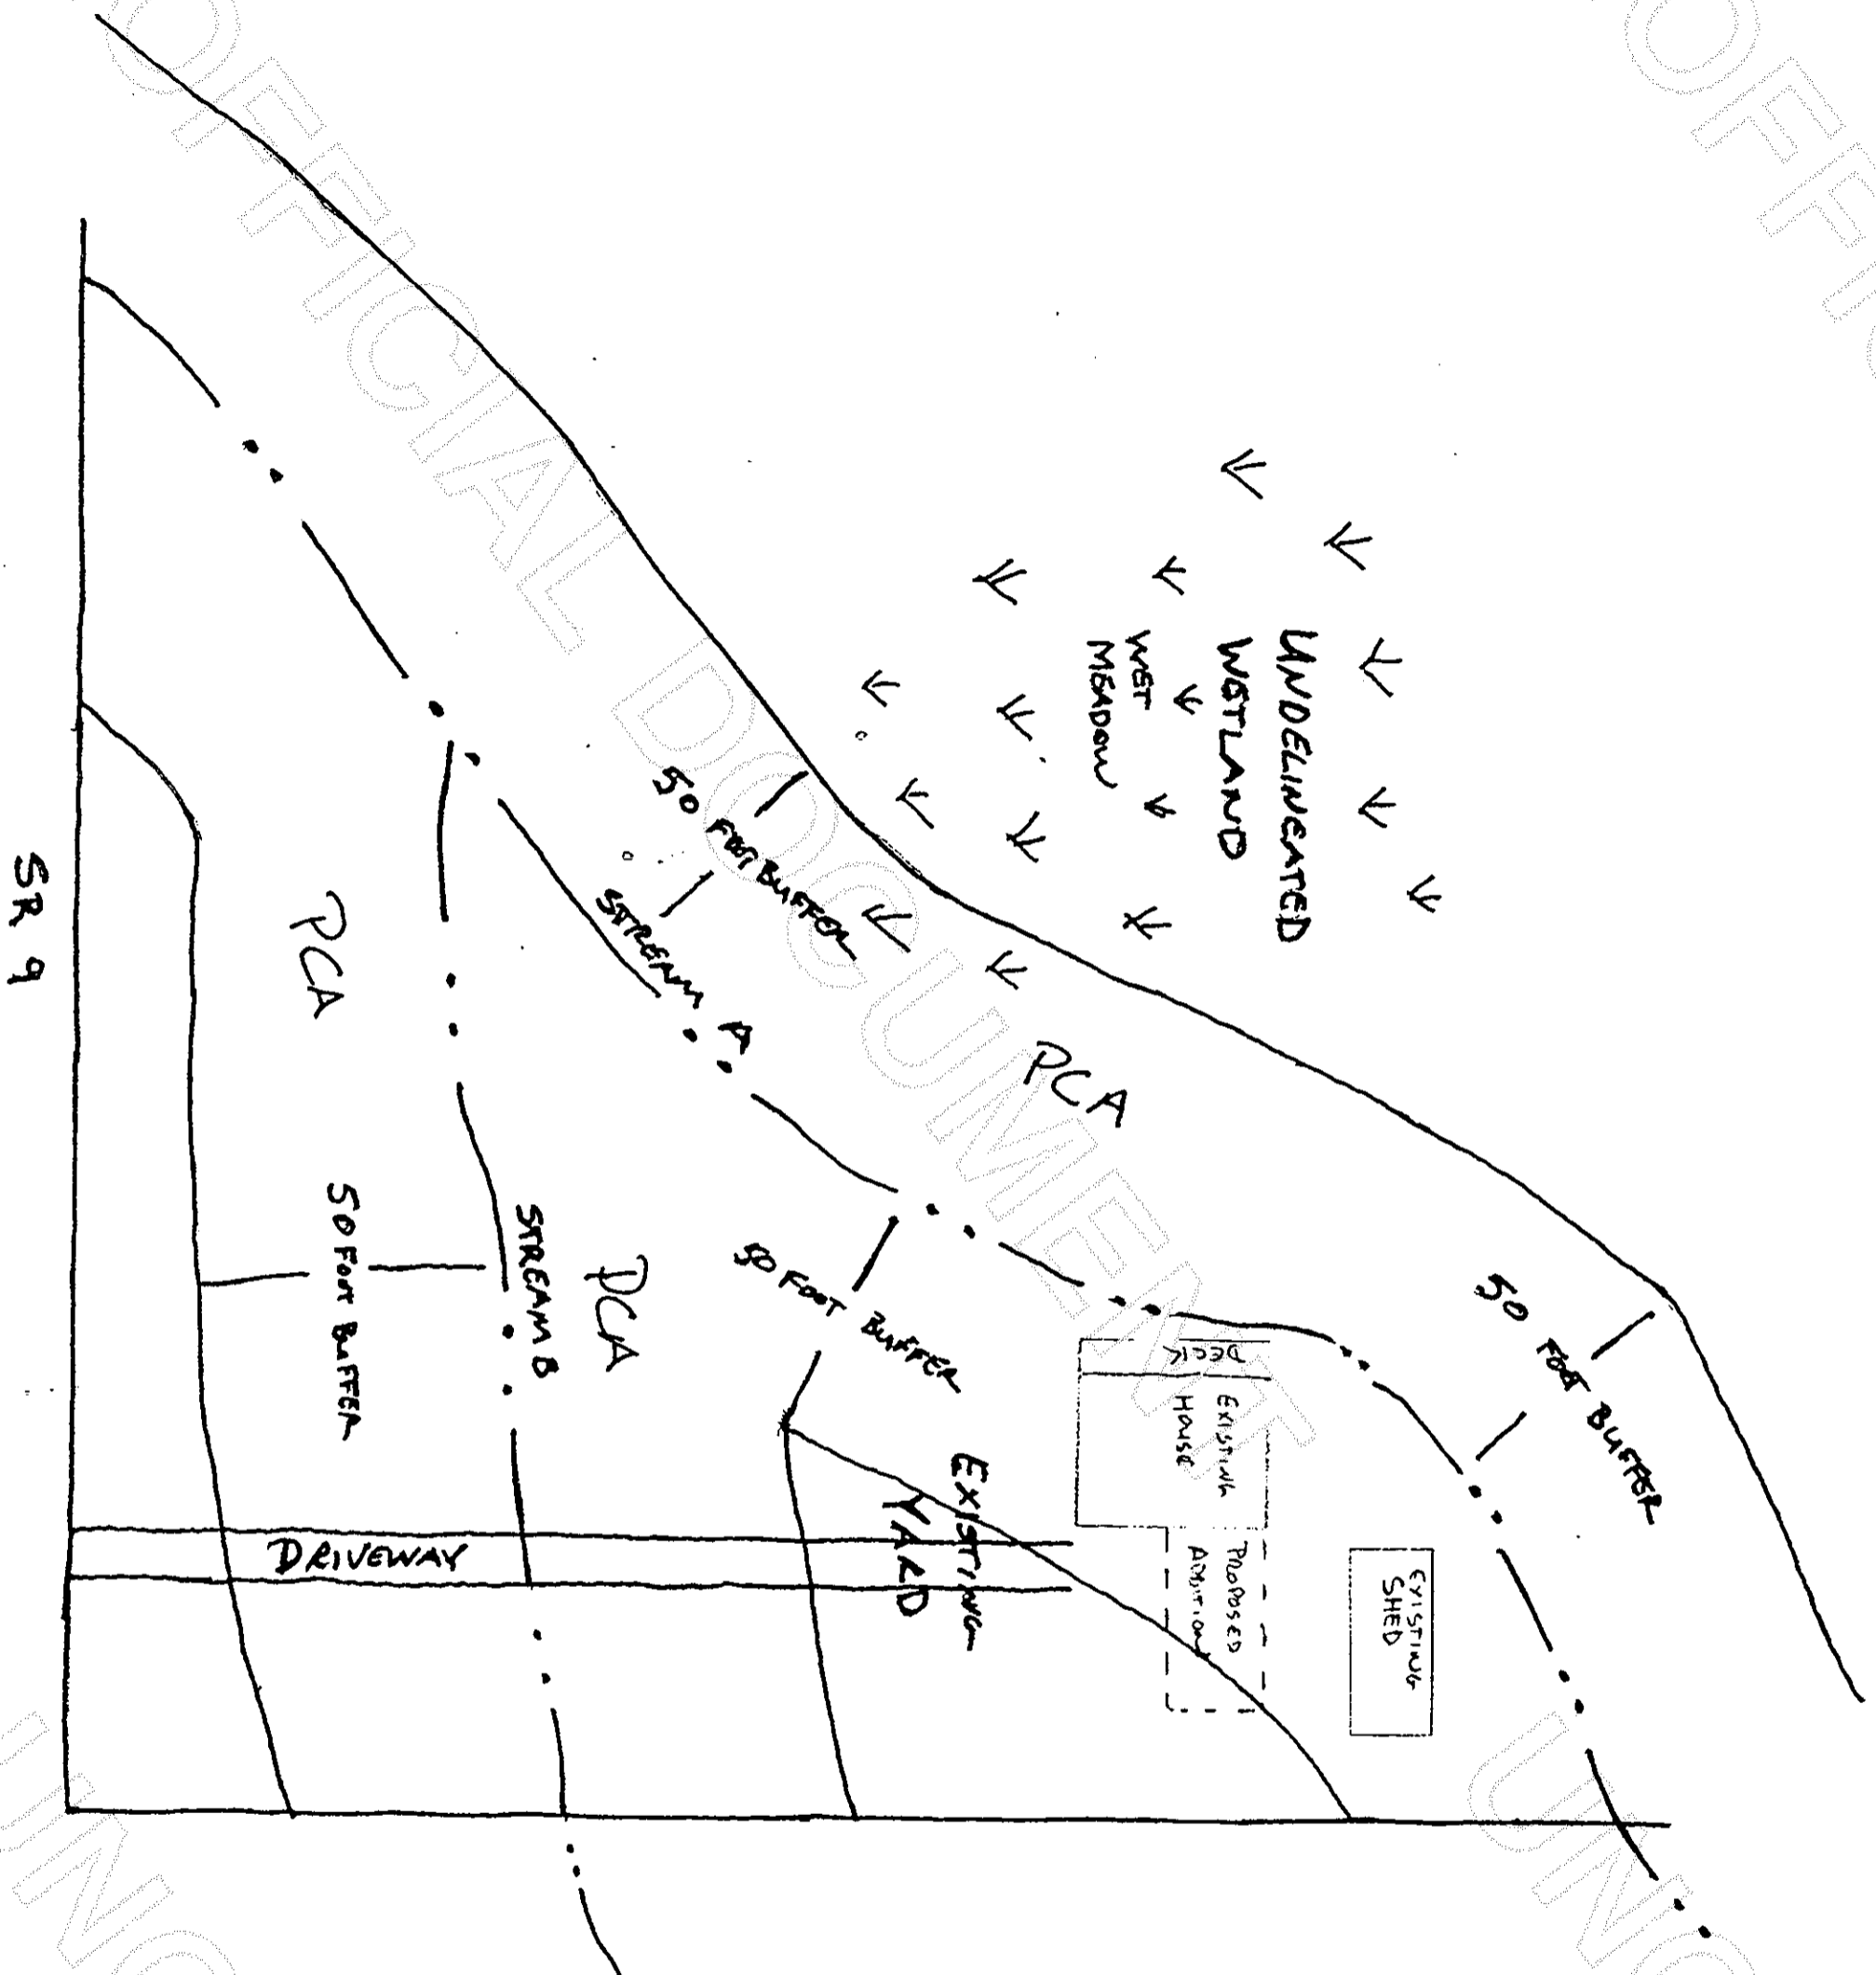 UNOFFICIAL DOCUMENT
UNDELINEATED
WETLAND
WET
MEADOW
50 FOOT BUFFER
STREAM A
PCA
50 FOOT BUFFER
50 FOOT BUFFER
DECK
EXISTING
HOUSE
PROPOSED
ADDITION
EXISTING
SHED
EXISTING
YARD
PCA
STREAM B
PCA
50 FOOT BUFFER
DRIVEWAY
SR 9